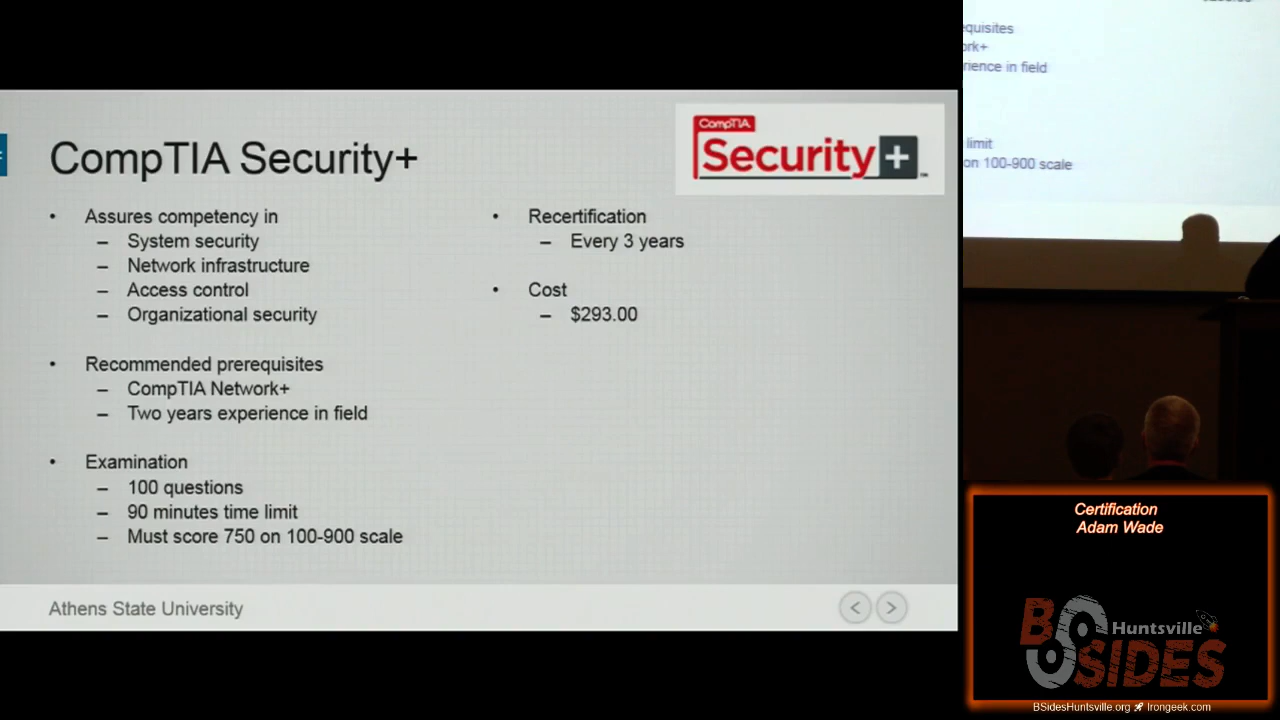 CompTIA Security+
CompTIA
Security+
Assures competency in
– System security
– Network infrastructure
– Access control
– Organizational security
Recommended prerequisites
– CompTIA Network+
– Two years experience in field
Examination
– 100 questions
– 90 minutes time limit
– Must score 750 on 100-900 scale
• Recertification
– Every 3 years
• Cost
– $293.00
Athens State University
< >
equisites
ork+
rience in field
limit
on 100-900 scale
Certification
Adam Wade
BSIDES
Huntsville
BSidesHuntsville.org Irongeek.com